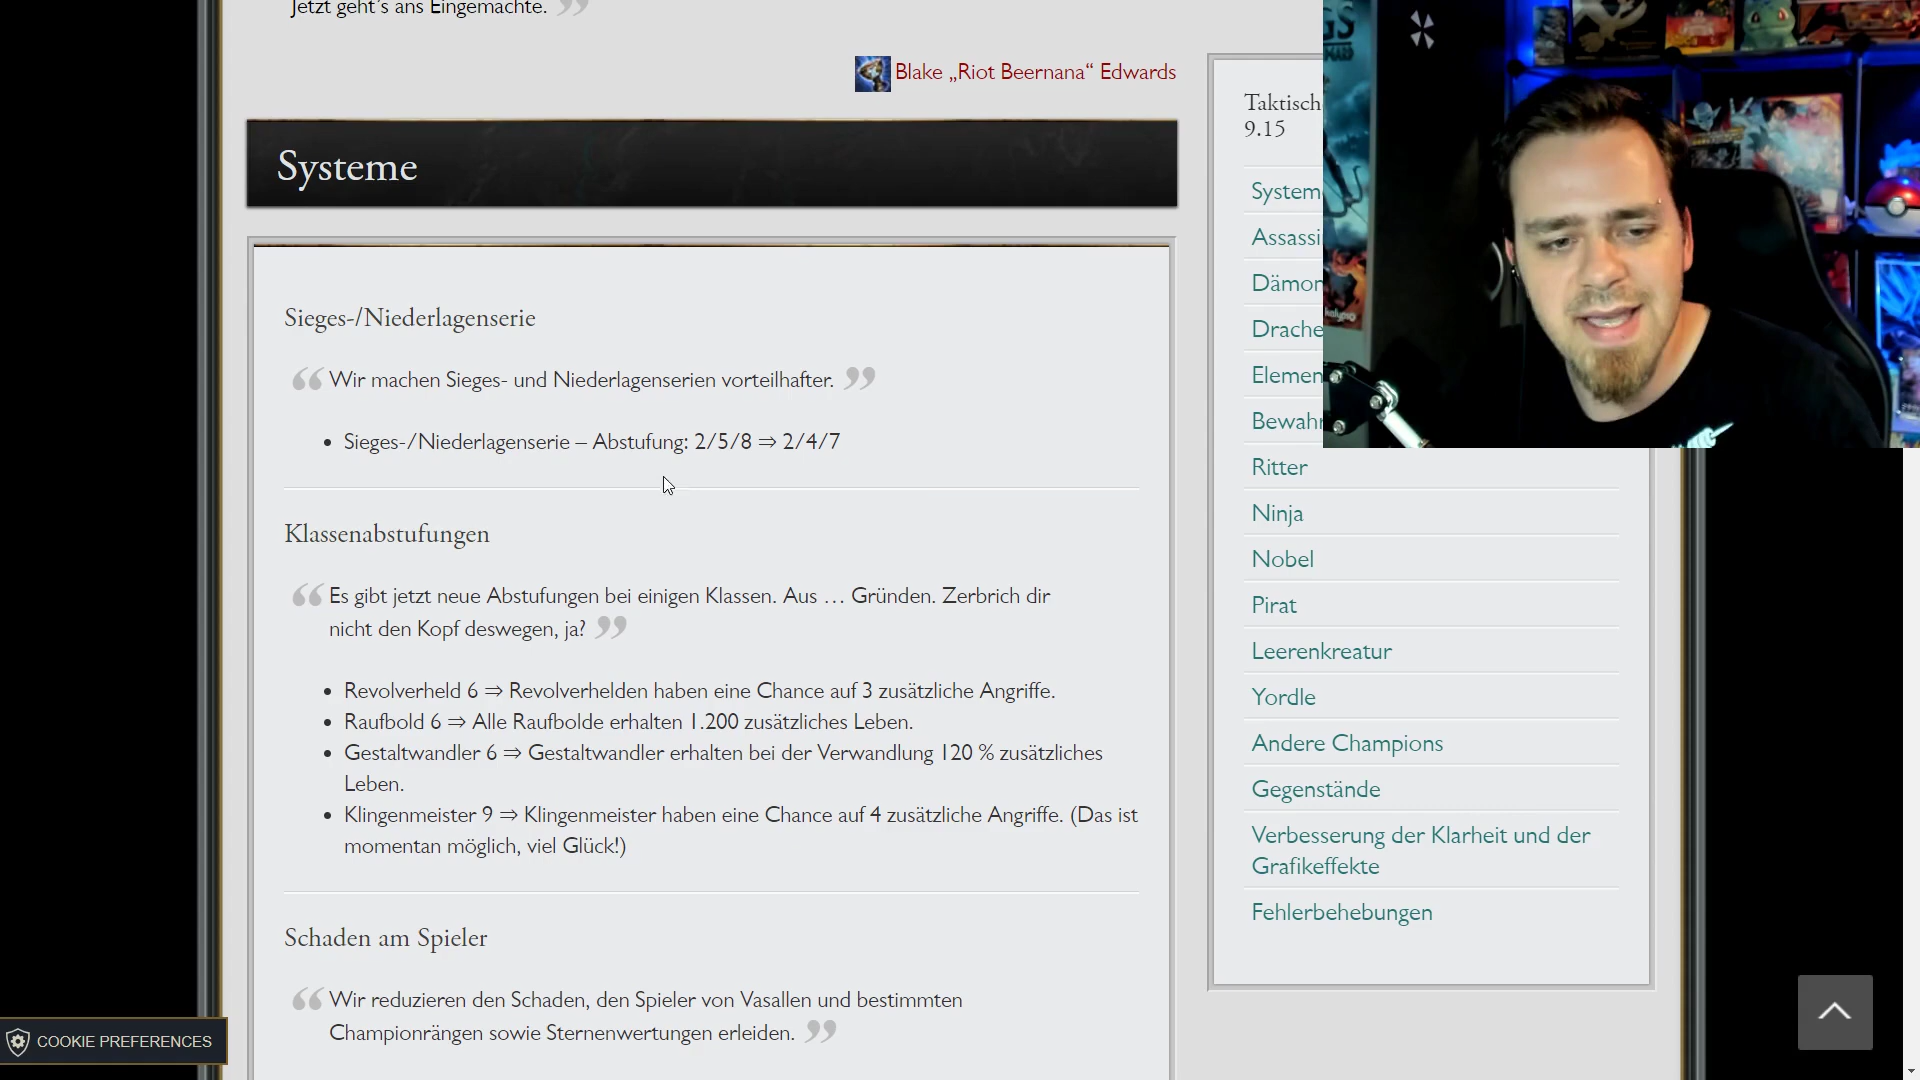 Jetzt geht's ans Eingemachte. ”
Blake „Riot Beernana“ Edwards
Systeme
Sieges-/Niederlagenserie
“ Wir machen Sieges- und Niederlagenserien vorteilhafter. ”
• Sieges-/Niederlagenserie – Abstufung: 2/5/8 ⇒ 2/4/7
Klassenabstufungen
“ Es gibt jetzt neue Abstufungen bei einigen Klassen. Aus … Gründen. Zerbrich dir
nicht den Kopf deswegen, ja? ”
• Revolverheld 6 ⇒ Revolverhelden haben eine Chance auf 3 zusätzliche Angriffe.
• Raufbold 6 ⇒ Alle Raufbolde erhalten 1.200 zusätzliches Leben.
• Gestaltwandler 6 ⇒ Gestaltwandler erhalten bei der Verwandlung 120 % zusätzliches
Leben.
• Klingenmeister 9 ⇒ Klingenmeister haben eine Chance auf 4 zusätzliche Angriffe. (Das ist
momentan möglich, viel Glück!)
Schaden am Spieler
“ Wir reduzieren den Schaden, den Spieler von Vasallen und bestimmten
Championrängen sowie Sternenwertungen erleiden. ”
Taktisch
9.15
System
Assassi
Dämon
Drache
Elemen
Bewahr
Ritter
Ninja
Nobel
Pirat
Leerenkreatur
Yordle
Andere Champions
Gegenstände
Verbesserung der Klarheit und der
Grafikeffekte
Fehlerbehebungen
COOKIE PREFERENCES
kalypso